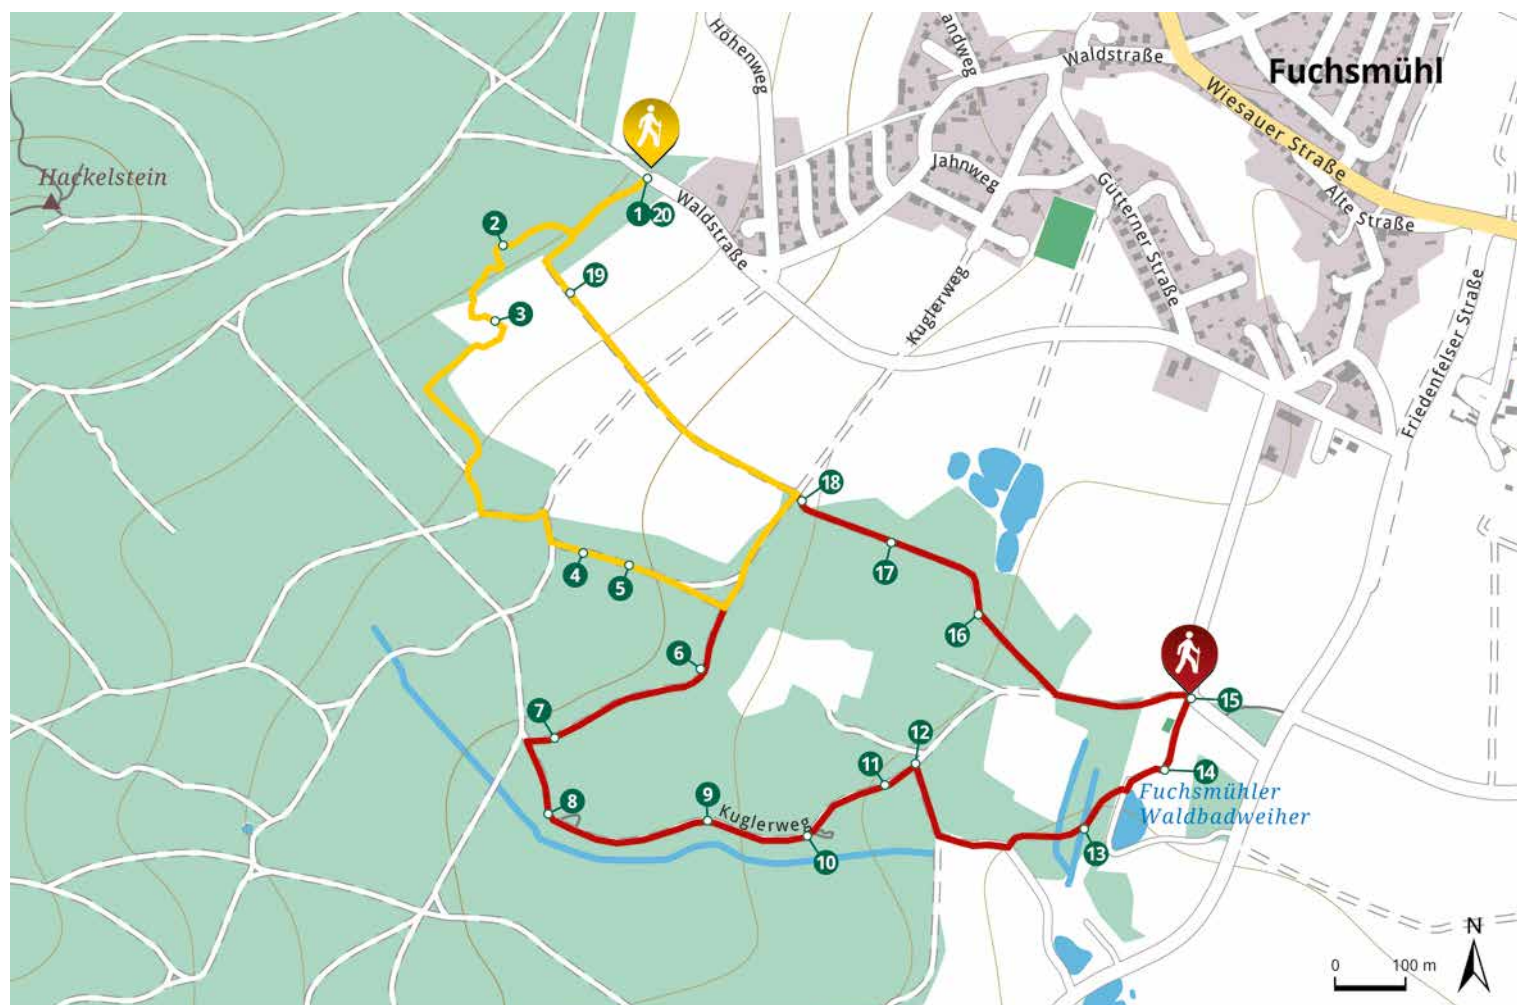 Höhenweg
andweg
Waldstraße
Fuchsmühl
Wiesauer Straße
Hackelstein
Jahnweg
Gütterner Straße
Alte Straße
1
20
Waldstraße
2
19
3
Kuglerweg
Friedenfelser Straße
18
17
4
5
16
6
15
7
12
14
11
Fuchsmühler
Waldbadweiher
8
9
Kuglerweg
10
13
N
0 100 m